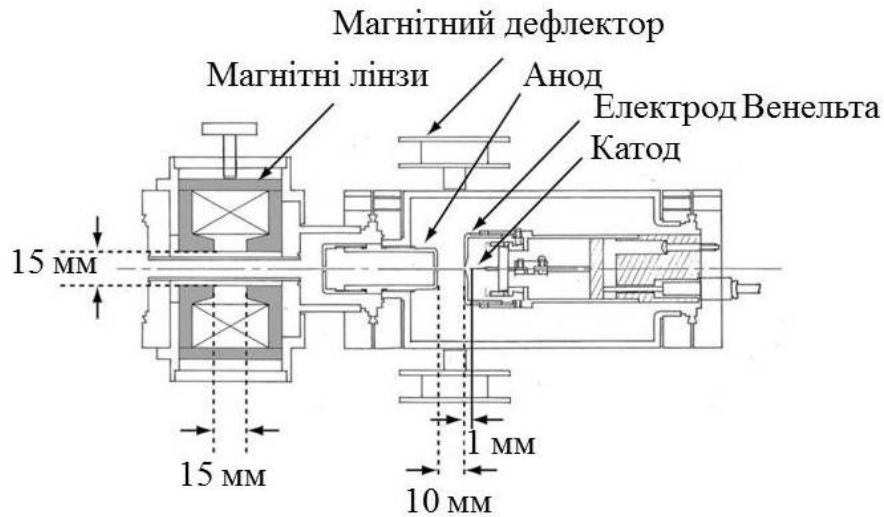 Магнітний дефлектор
Магнітні лінзи
Анод
Електрод Венельта
Катод
15 мм
1 мм
15 мм
10 мм